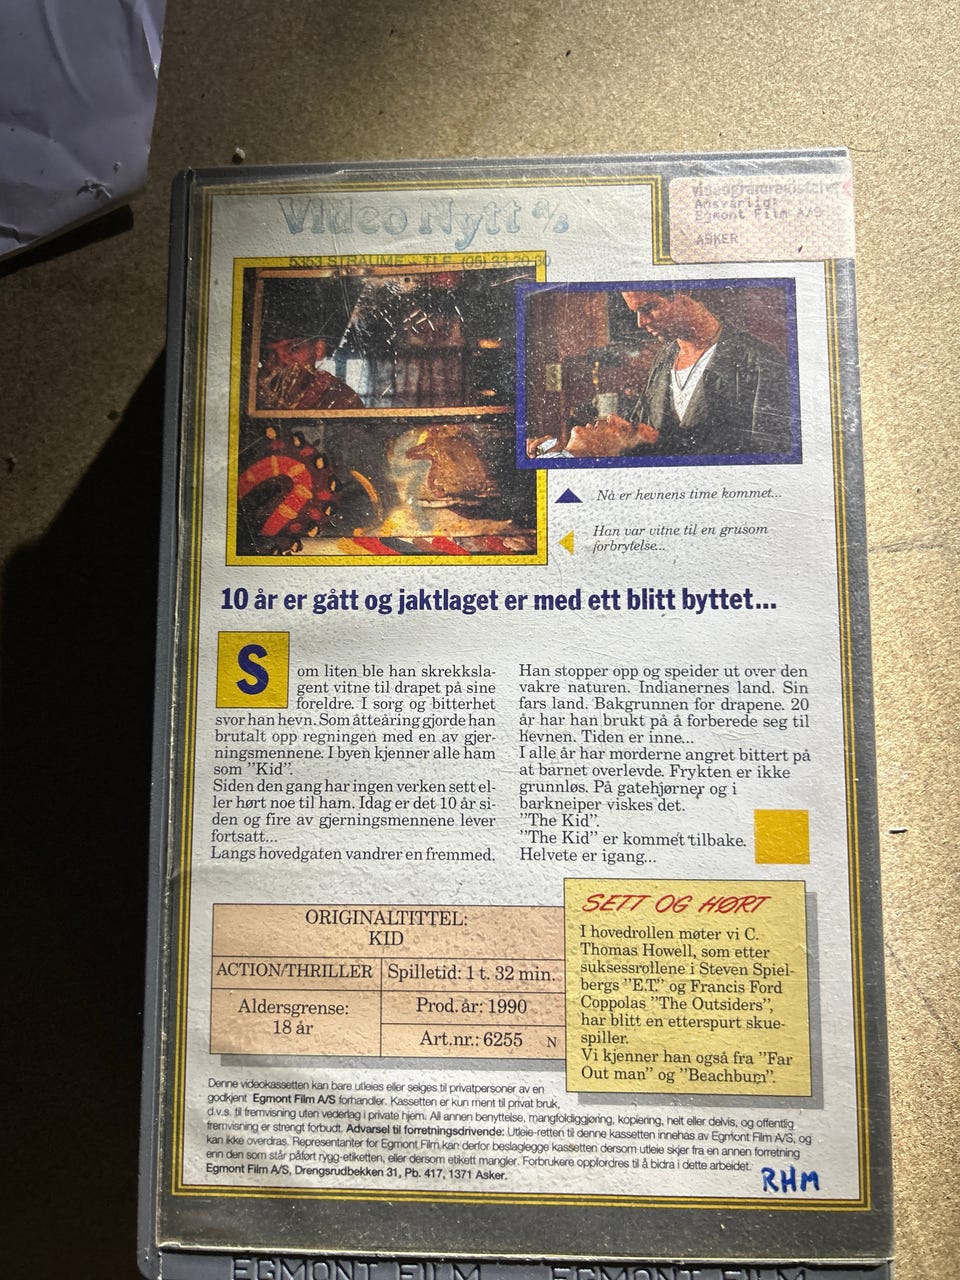 Video Nytt a/s
5353 STRAUME - TLF. (05) 33 20 30
videogramregisteret
Ansvarlig:
Egmont Film A/S
ASKER
Nå er hevnens time kommet...
Han var vitne til en grusom
forbrytelse...
10 år er gått og jaktlaget er med ett blitt byttet...
Som liten ble han skrekksla-
gent vitne til drapet på sine
foreldre. I sorg og bitterhet
svor han hevn. Som åtteåring gjorde han
brutalt opp regningen med en av gjer-
ningsmennene. I byen kjenner alle ham
som "Kid".
Siden den gang har ingen verken sett el-
ler hørt noe til ham. Idag er det 10 år si-
den og fire av gjerningsmennene lever
fortsatt...
Langs hovedgaten vandrer en fremmed.
Han stopper opp og speider ut over den
vakre naturen. Indianernes land. Sin
fars land. Bakgrunnen for drapene. 20
år har han brukt på å forberede seg til
hevnen. Tiden er inne...
I alle år har morderne angret bittert på
at barnet overlevde. Frykten er ikke
grunnløs. På gatehjørner og i
barkneiper viskes det.
"The Kid".
"The Kid" er kommet tilbake.
Helvete er igang...
ORIGINALTITTEL:
KID
ACTION/THRILLER
Spilletid: 1 t. 32 min.
Aldersgrense:
18 år
Prod. år: 1990
Art.nr.: 6255 N
SETT OG HØRT
I hovedrollen møter vi C.
Thomas Howell, som etter
suksessrollene i Steven Spiel-
bergs "E.T." og Francis Ford
Coppolas "The Outsiders",
har blitt en etterspurt skue-
spiller.
Vi kjenner han også fra "Far
Out man" og "Beachbum".
Denne videokassetten kan bare utleies eller selges til privatpersoner av en
godkjent Egmont Film A/S forhandler. Kassetten er kun ment til privat bruk,
d.v.s. til fremvisning uten vederlag i private hjem. All annen benyttelse, mangfoldiggjøring, kopiering, helt eller delvis, og offentlig
fremvisning er strengt forbudt. Advarsel til forretningsdrivende: Utleie-retten til denne kassetten innehas av Egmont Film A/S, og
kan ikke overdras. Representanter for Egmont Film kan derfor beslaglegge kassetten dersom utleie skjer fra en annen forretning
enn den som står påført rygg-etiketten, eller dersom etikett mangler. Forbrukere oppfordres til å bidra i dette arbeidet.
Egmont Film A/S, Drengsrudbekken 31, Pb. 417, 1371 Asker.
RHM
EGMONT FILM EGMONT FILM